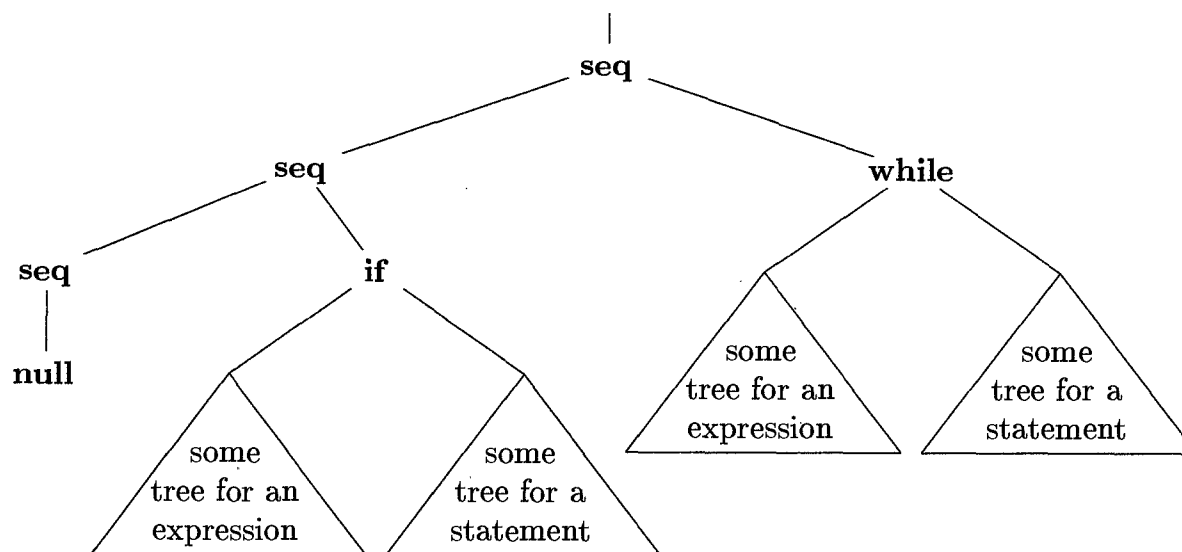 seq
seq
while
seq
if
null
some
tree for an
expression
some
tree for a
statement
some
tree for an
expression
some
tree for a
statement